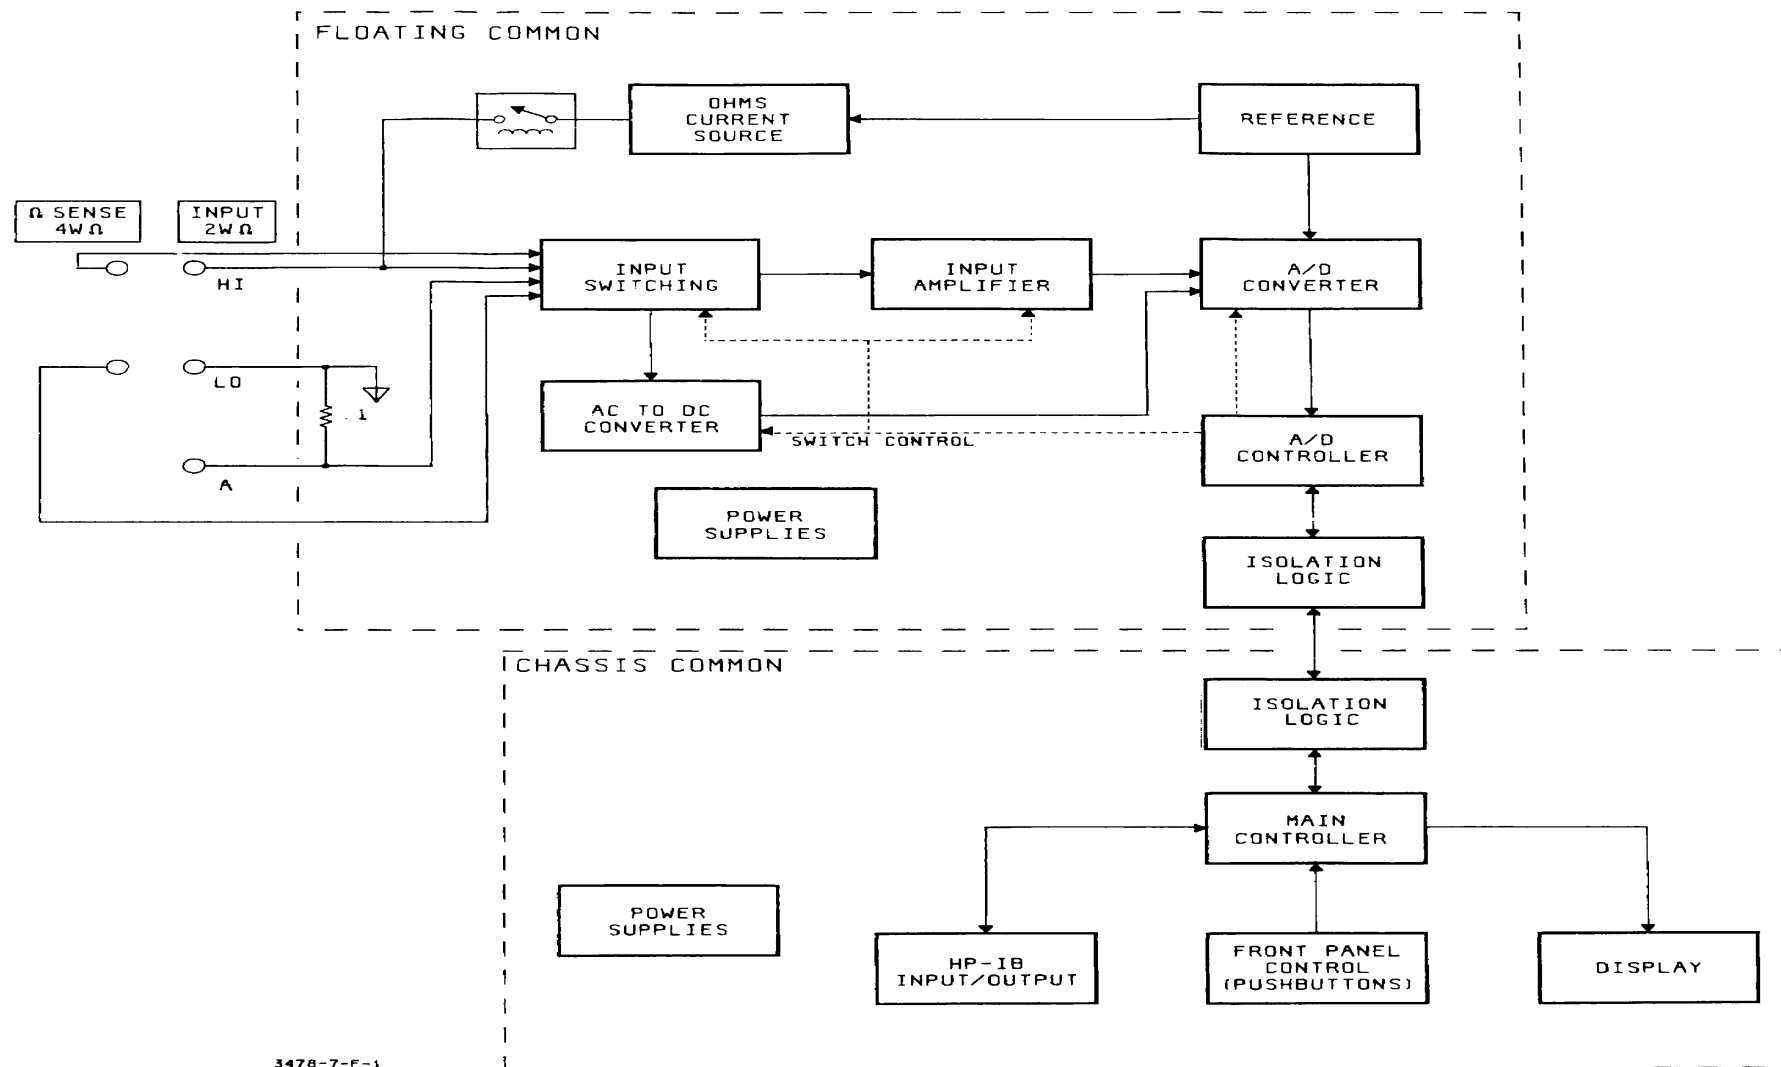 FLOATING COMMON
OHMS
CURRENT
SOURCE
REFERENCE
Ω SENSE
4WΩ
INPUT
2WΩ
HI
INPUT
SWITCHING
INPUT
AMPLIFIER
A/D
CONVERTER
LO
.1
AC TO DC
CONVERTER
SWITCH CONTROL
A/D
CONTROLLER
A
POWER
SUPPLIES
ISOLATION
LOGIC
CHASSIS COMMON
ISOLATION
LOGIC
MAIN
CONTROLLER
POWER
SUPPLIES
HP-IB
INPUT/OUTPUT
FRONT PANEL
CONTROL
(PUSHBUTTONS)
DISPLAY
3478-7-F-1